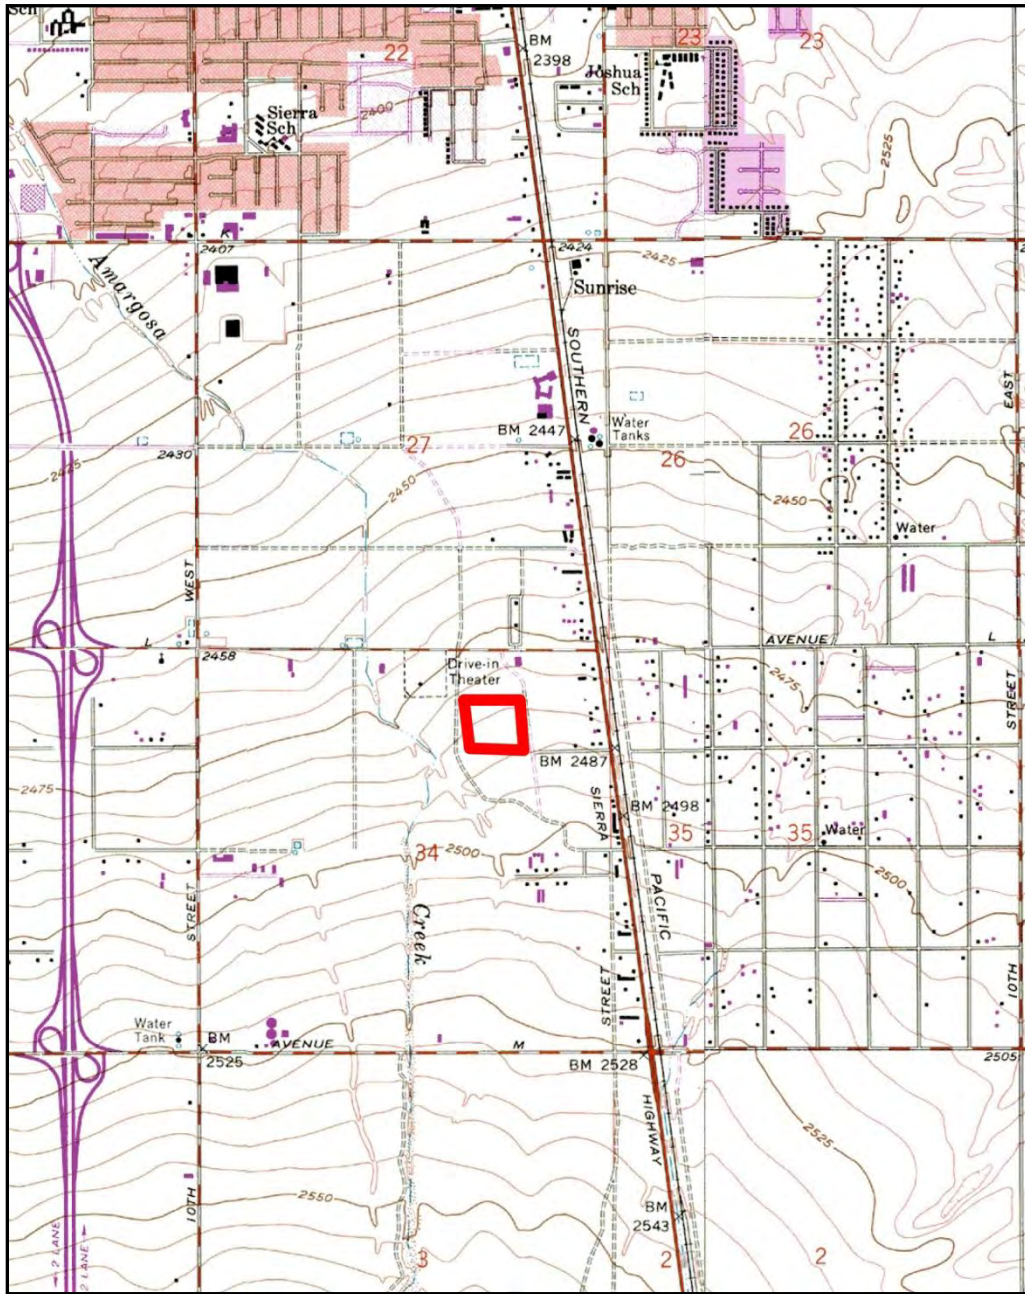 Sch
22
23
23
BM
2398
Joshua
Sch
2400
Sierra
Sch
2525
K
2407
2424
2425
Amargosa
Sunrise
SOUTHERN
EAST
Water
Tanks
BM 2447
27
26
26
2430
2425
2450
2450
Water
WEST
L
2458
AVENUE
L
Drive-in
Theater
2475
STREET
BM 2487
2475
SIERRA
BM 2498
35
35
Water
34
2500
2500
STREET
Creek
PACIFIC
STREET
10TH
Water
Tank
BM
2525
AVENUE
M
BM 2528
2505
HIGHWAY
2525
10TH
2550
BM
2543
2 LANE
2 LANE
3
2
2